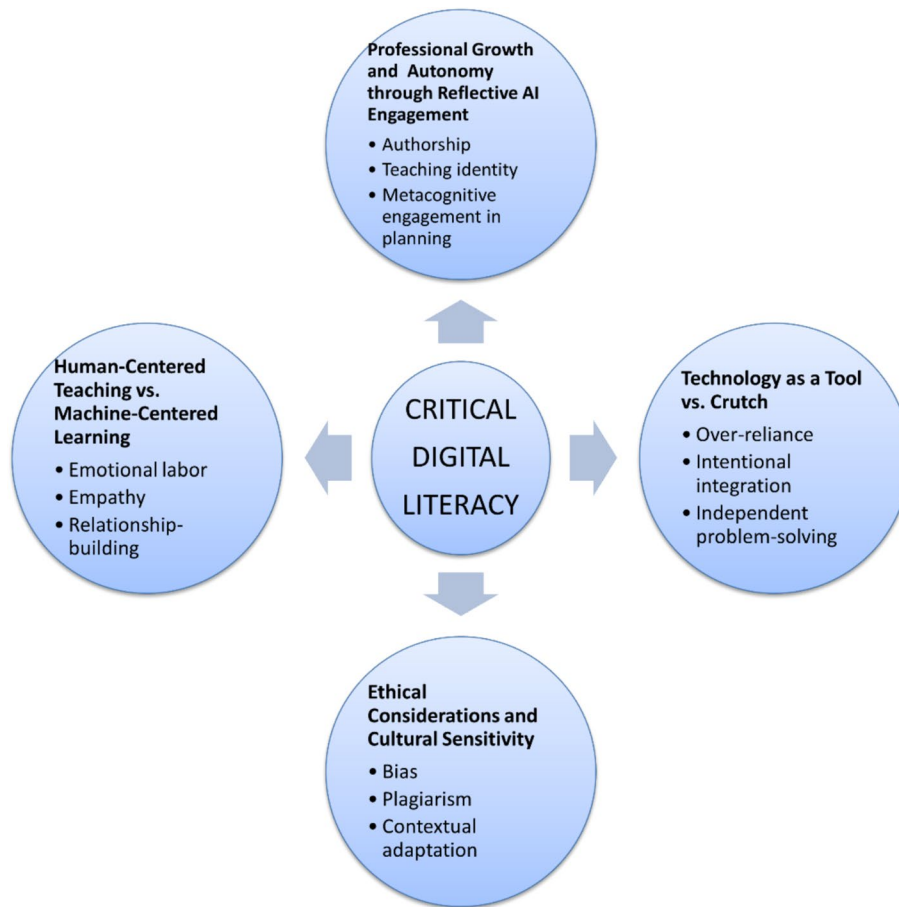 Professional Growth
and Autonomy
through Reflective AI
Engagement
• Authorship
• Teaching identity
• Metacognitive
engagement in
planning
Human-Centered
Teaching vs.
Machine-Centered
Learning
• Emotional labor
• Empathy
• Relationship-
building
CRITICAL
DIGITAL
LITERACY
Technology as a Tool
vs. Crutch
• Over-reliance
• Intentional
integration
• Independent
problem-solving
Ethical
Considerations and
Cultural Sensitivity
• Bias
• Plagiarism
• Contextual
adaptation